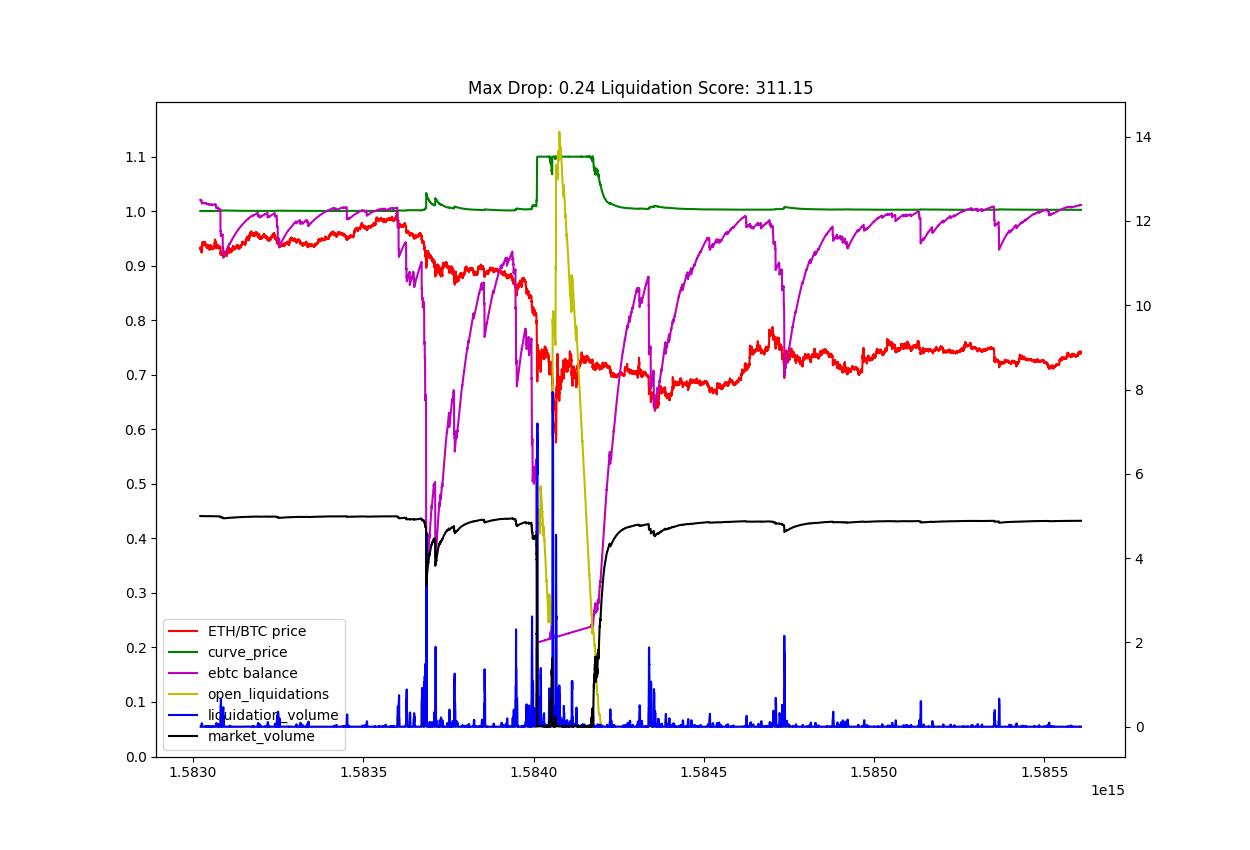 Max Drop: 0.24 Liquidation Score: 311.15
1.1
1.0
0.9
0.8
0.7
0.6
0.5
0.4
0.3
0.2
0.1
0.0
14
12
10
8
6
4
2
0
ETH/BTC price
curve_price
ebtc balance
open_liquidations
liquidation_volume
market_volume
1.5830 1.5835 1.5840 1.5845 1.5850 1.5855
1e15